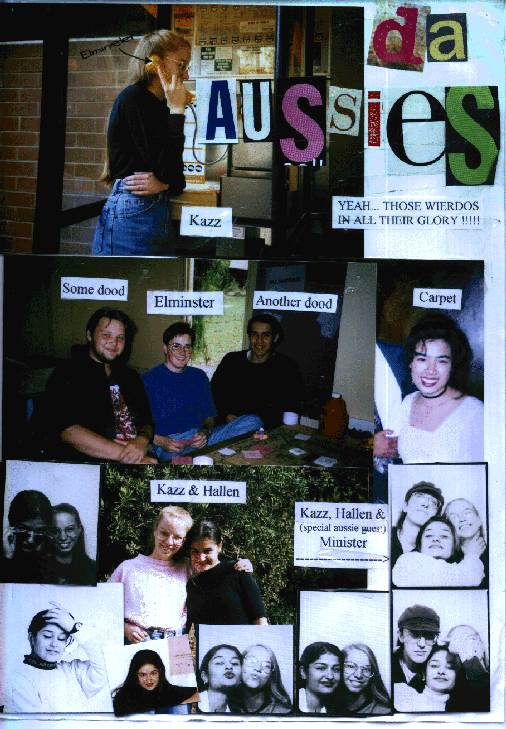 da
Elminster
AUSSiES
YEAH... THOSE WIERDOS
IN ALL THEIR GLORY !!!!!
Kazz
Some dood
Elminster
Another dood
Carpet
Kazz & Hallen
Kazz, Hallen &
(special aussie guest)
Minister